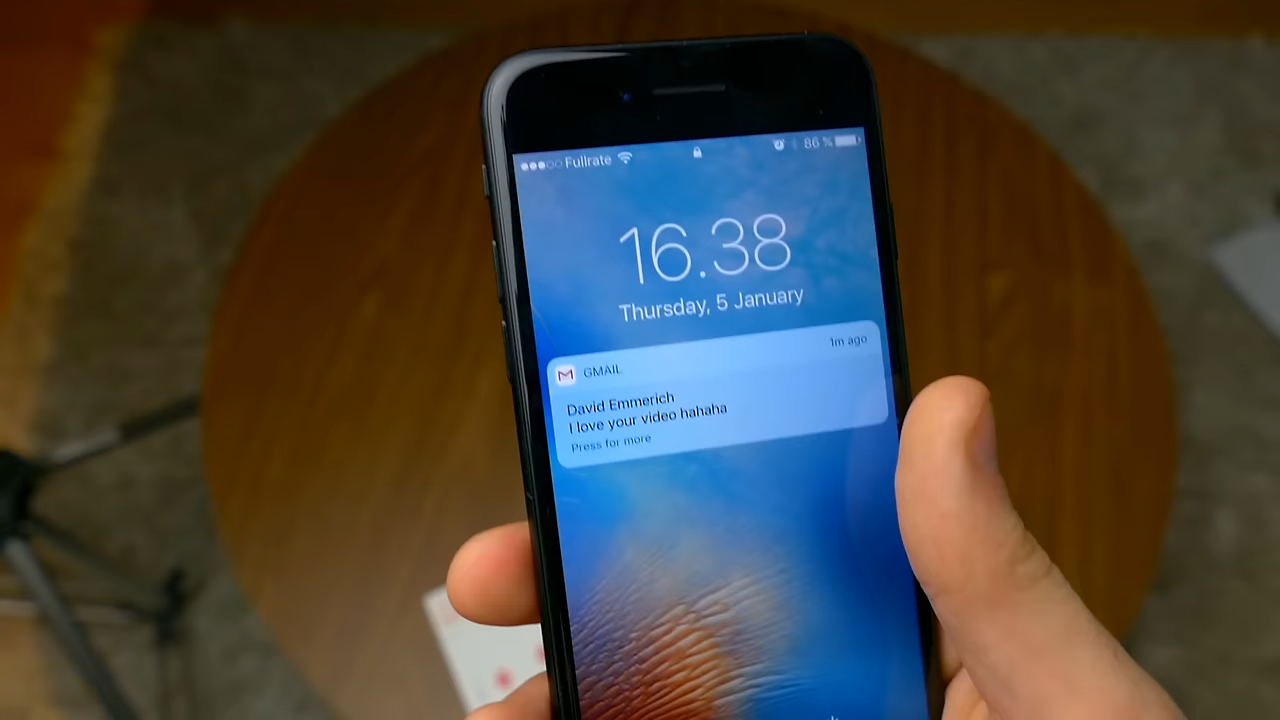 Fullrate 86 %
16.38
Thursday, 5 January
GMAIL 1m ago
David Emmerich
I love your video hahaha
Press for more